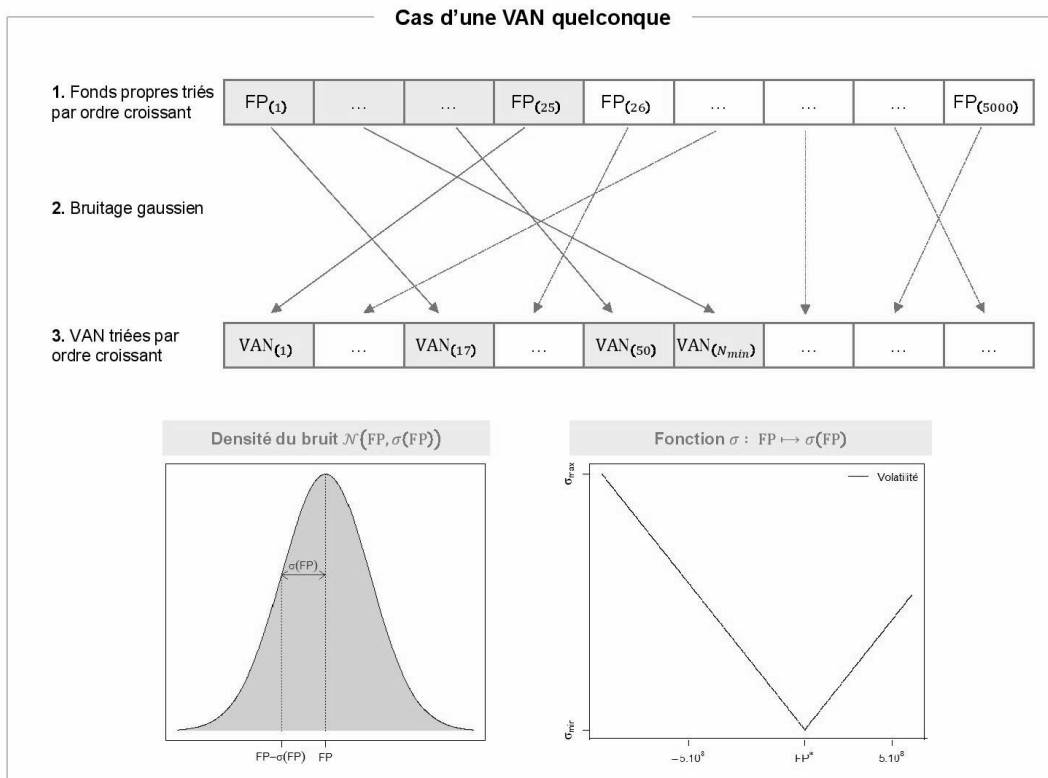 Cas d'une VAN quelconque
1. Fonds propres triés
par ordre croissant
FP(1) ... ... FP(25) FP(26) ... ... ... FP(5000)
2. Bruitage gaussien
3. VAN triées par
ordre croissant
VAN(1) ... VAN(17) ... VAN(50) VAN(Nmin) ... ... ...
Densité du bruit 𝒩(FP, σ(FP))
σ(FP)
FP−σ(FP) FP
Fonction σ : FP ↦ σ(FP)
σmax
Volatilité
σmin
−5.10⁸ FP* 5.10⁸